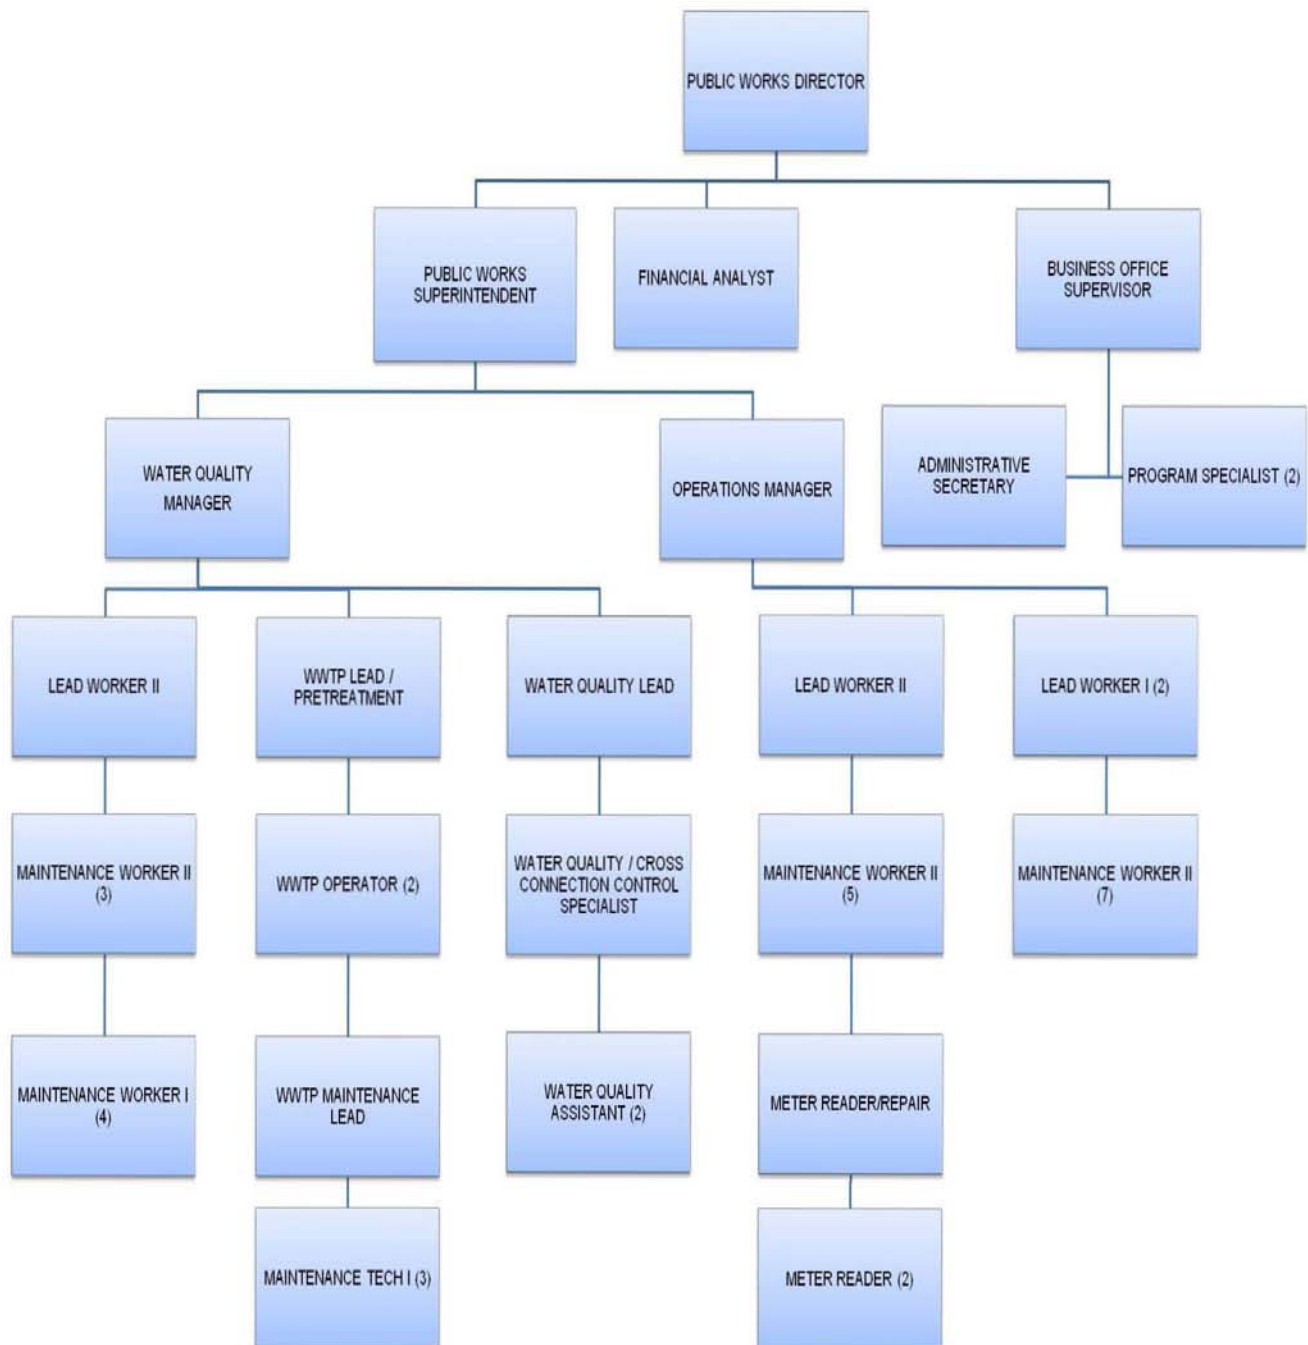 PUBLIC WORKS DIRECTOR
PUBLIC WORKS
SUPERINTENDENT
FINANCIAL ANALYST
BUSINESS OFFICE
SUPERVISOR
WATER QUALITY
MANAGER
OPERATIONS MANAGER
ADMINISTRATIVE
SECRETARY
PROGRAM SPECIALIST (2)
LEAD WORKER II
WWTP LEAD /
PRETREATMENT
WATER QUALITY LEAD
LEAD WORKER II
LEAD WORKER I (2)
MAINTENANCE WORKER II
(3)
WWTP OPERATOR (2)
WATER QUALITY / CROSS
CONNECTION CONTROL
SPECIALIST
MAINTENANCE WORKER II
(5)
MAINTENANCE WORKER II
(7)
MAINTENANCE WORKER I
(4)
WWTP MAINTENANCE
LEAD
WATER QUALITY
ASSISTANT (2)
METER READER/REPAIR
MAINTENANCE TECH I (3)
METER READER (2)